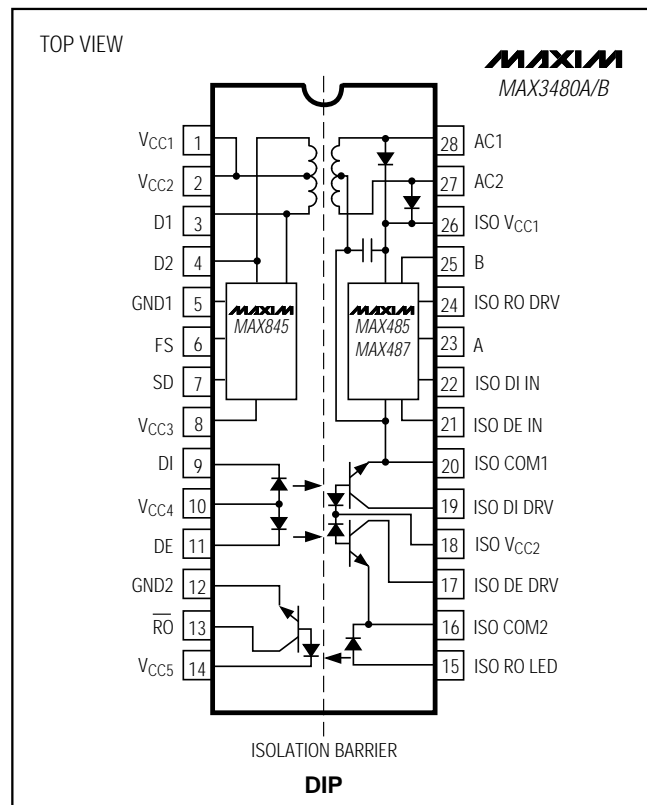 TOP VIEW
MAXIM
MAX3480A/B
VCC1 1
VCC2 2
D1 3
D2 4
GND1 5
FS 6
SD 7
VCC3 8
DI 9
VCC4 10
DE 11
GND2 12
R̅O̅ 13
VCC5 14
MAXIM
MAX845
MAXIM
MAX485
MAX487
28 AC1
27 AC2
26 ISO VCC1
25 B
24 ISO RO DRV
23 A
22 ISO DI IN
21 ISO DE IN
20 ISO COM1
19 ISO DI DRV
18 ISO VCC2
17 ISO DE DRV
16 ISO COM2
15 ISO RO LED
ISOLATION BARRIER
DIP